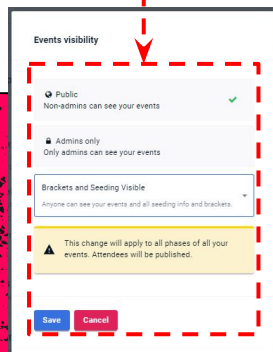 Events visibility
Public
Non-admins can see your events
Admins only
Only admins can see your events
Brackets and Seeding Visible
Anyone can see your events and all seeding info and brackets.
This change will apply to all phases of all your
events. Attendees will be published.
Save Cancel